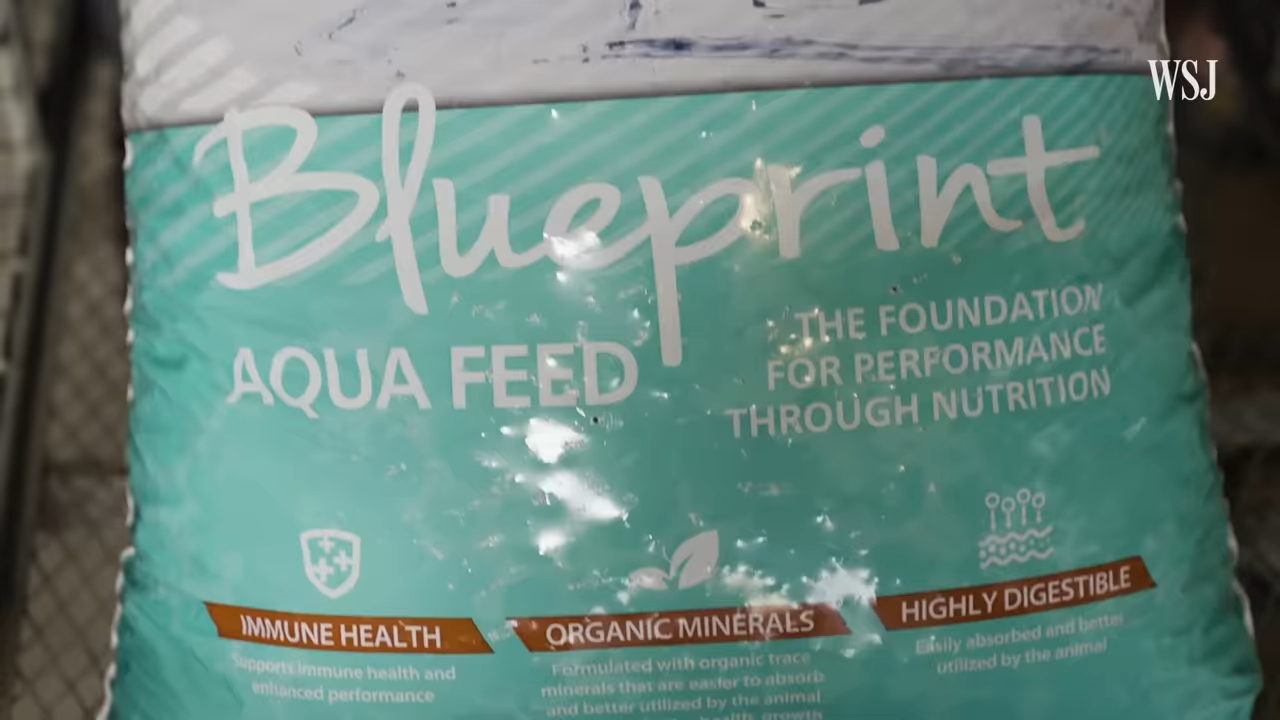 WSJ
Blueprint
AQUA FEED
THE FOUNDATION
FOR PERFORMANCE
THROUGH NUTRITION
IMMUNE HEALTH
Supports immune health and
enhanced performance
ORGANIC MINERALS
Formulated with organic trace
minerals that are easier to absorb
and better utilized by the animal
health, growth
HIGHLY DIGESTIBLE
Easily absorbed and better
utilized by the animal